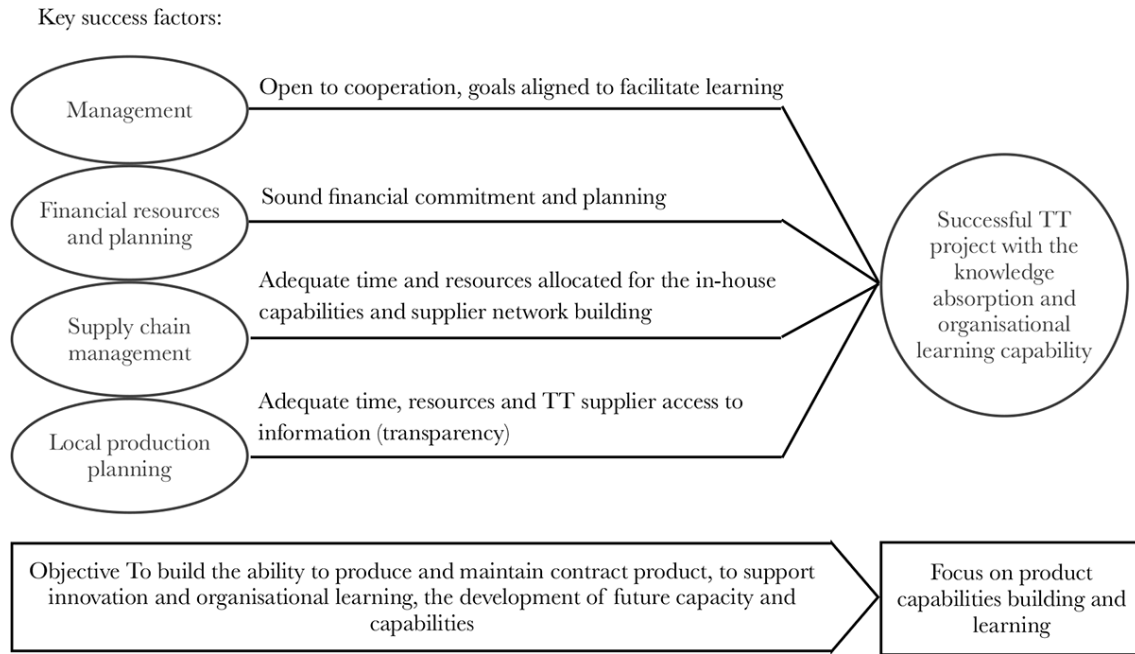 Key success factors:
Management
Open to cooperation, goals aligned to facilitate learning
Financial resources
and planning
Sound financial commitment and planning
Supply chain
management
Adequate time and resources allocated for the in-house
capabilities and supplier network building
Local production
planning
Adequate time, resources and TT supplier access to
information (transparency)
Successful TT
project with the
knowledge
absorption and
organisational
learning capability
Objective To build the ability to produce and maintain contract product, to support
innovation and organisational learning, the development of future capacity and
capabilities
Focus on product
capabilities building and
learning